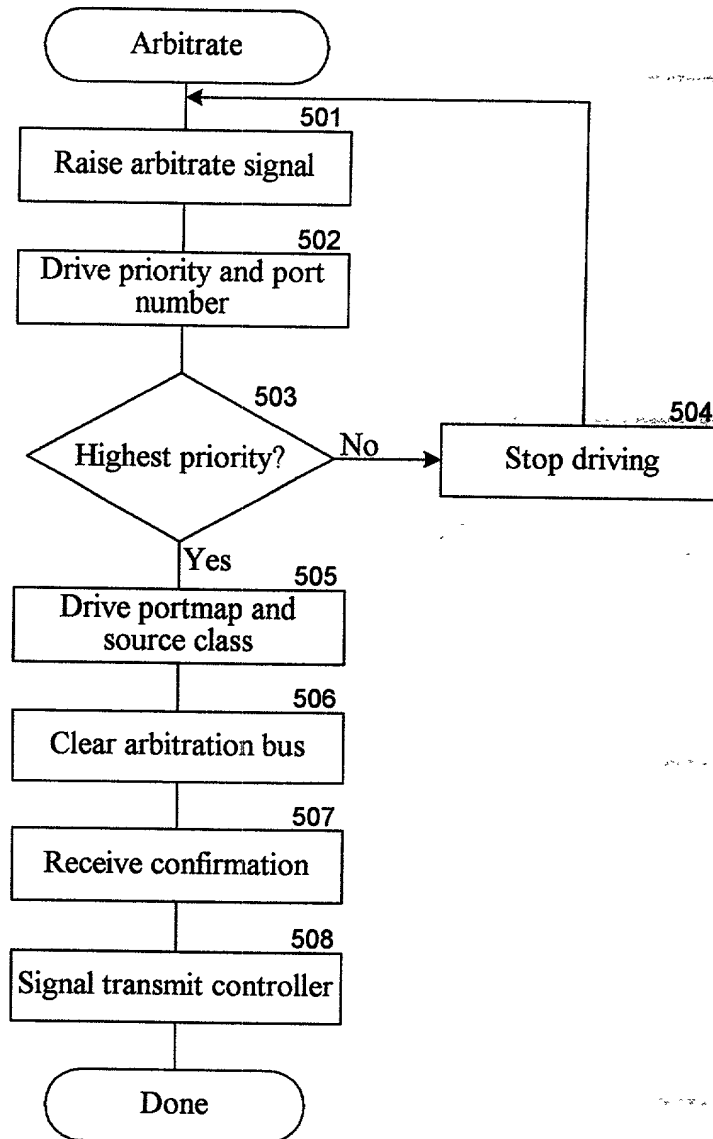 Arbitrate
501
Raise arbitrate signal
502
Drive priority and port
number
503
Highest priority?
No
504
Stop driving
Yes
505
Drive portmap and
source class
506
Clear arbitration bus
507
Receive confirmation
508
Signal transmit controller
Done